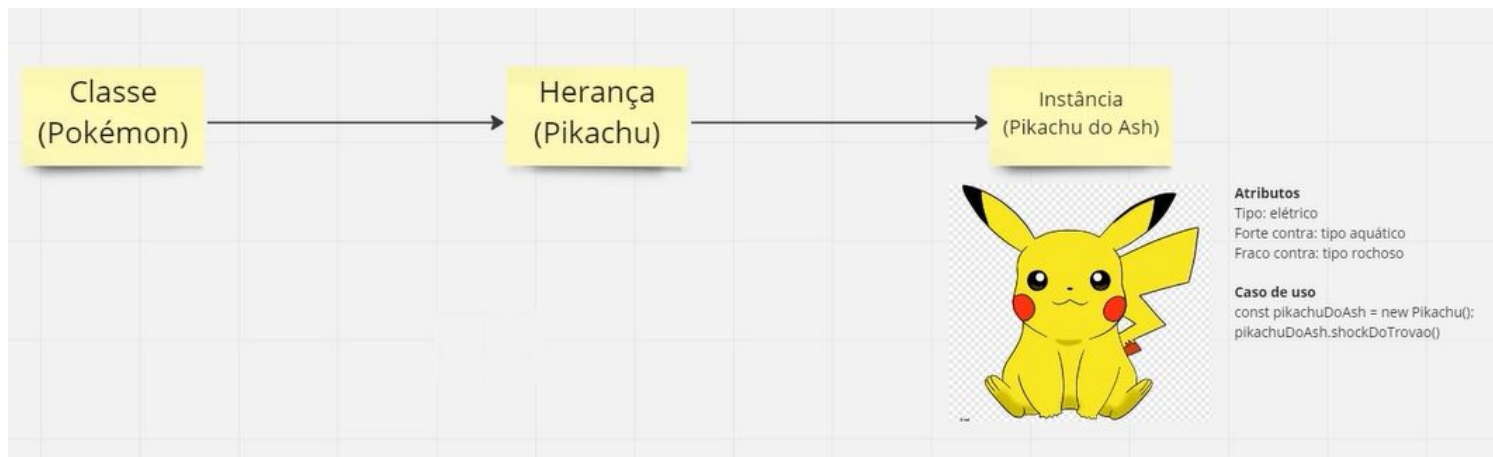 Classe
(Pokémon)
Herança
(Pikachu)
Instância
(Pikachu do Ash)
Atributos
Tipo: elétrico
Forte contra: tipo aquático
Fraco contra: tipo rochoso
Caso de uso
const pikachuDoAsh = new Pikachu();
pikachuDoAsh.shockDoTrovao()